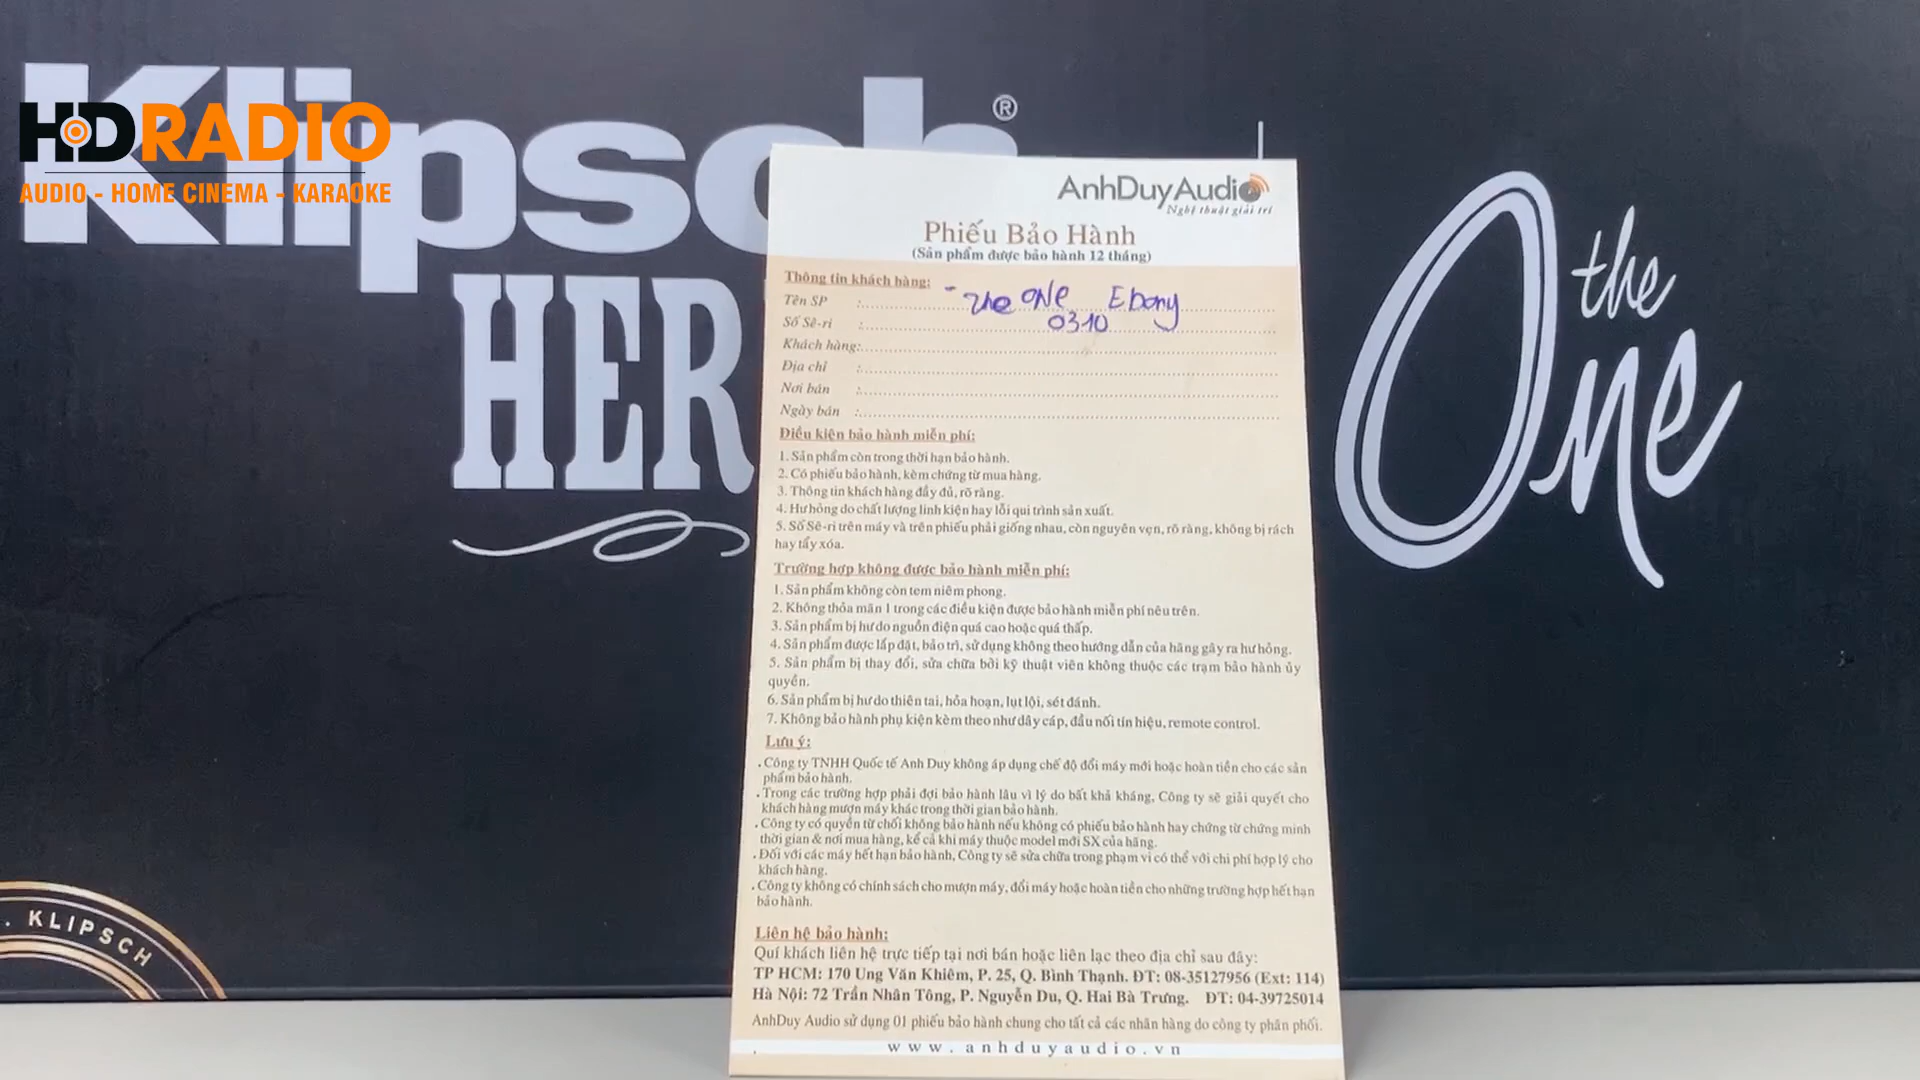 Klipsch®
HDRADIO
AUDIO - HOME CINEMA - KARAOKE
HER
the
One
KLIPSCH
AnhDuyAudio
Nghệ thuật giải trí
Phiếu Bảo Hành
(Sản phẩm được bảo hành 12 tháng)
Thông tin khách hàng:
Tên SP : - The ONe Ebony
Số Sê-ri : 0310
Khách hàng:
Địa chỉ :
Nơi bán :
Ngày bán :
Điều kiện bảo hành miễn phí:
1. Sản phẩm còn trong thời hạn bảo hành.
2. Có phiếu bảo hành, kèm chứng từ mua hàng.
3. Thông tin khách hàng đầy đủ, rõ ràng.
4. Hư hỏng do chất lượng linh kiện hay lỗi qui trình sản xuất.
5. Số Sê-ri trên máy và trên phiếu phải giống nhau, còn nguyên vẹn, rõ ràng, không bị rách
hay tẩy xóa.
Trường hợp không được bảo hành miễn phí:
1. Sản phẩm không còn tem niêm phong.
2. Không thỏa mãn 1 trong các điều kiện được bảo hành miễn phí nêu trên.
3. Sản phẩm bị hư do nguồn điện quá cao hoặc quá thấp.
4. Sản phẩm được lắp đặt, bảo trì, sử dụng không theo hướng dẫn của hãng gây ra hư hỏng.
5. Sản phẩm bị thay đổi, sửa chữa bởi kỹ thuật viên không thuộc các trạm bảo hành ủy
quyền.
6. Sản phẩm bị hư do thiên tai, hỏa hoạn, lụt lội, sét đánh.
7. Không bảo hành phụ kiện kèm theo như dây cáp, đầu nối tín hiệu, remote control.
Lưu ý:
. Công ty TNHH Quốc tế Anh Duy không áp dụng chế độ đổi máy mới hoặc hoàn tiền cho các sản
phẩm bảo hành.
. Trong các trường hợp phải đợi bảo hành lâu vì lý do bất khả kháng, Công ty sẽ giải quyết cho
khách hàng mượn máy khác trong thời gian bảo hành.
. Công ty có quyền từ chối không bảo hành nếu không có phiếu bảo hành hay chứng từ chứng minh
thời gian & nơi mua hàng, kể cả khi máy thuộc model mới SX của hãng.
. Đối với các máy hết hạn bảo hành, Công ty sẽ sửa chữa trong phạm vi có thể với chi phí hợp lý cho
khách hàng.
. Công ty không có chính sách cho mượn máy, đổi máy hoặc hoàn tiền cho những trường hợp hết hạn
bảo hành.
Liên hệ bảo hành:
Quí khách liên hệ trực tiếp tại nơi bán hoặc liên lạc theo địa chỉ sau đây:
TP HCM: 170 Ung Văn Khiêm, P. 25, Q. Bình Thạnh. ĐT: 08-35127956 (Ext: 114)
Hà Nội: 72 Trần Nhân Tông, P. Nguyễn Du, Q. Hai Bà Trưng. ĐT: 04-39725014
AnhDuy Audio sử dụng 01 phiếu bảo hành chung cho tất cả các nhãn hàng do công ty phân phối.
www.anhduyaudio.vn